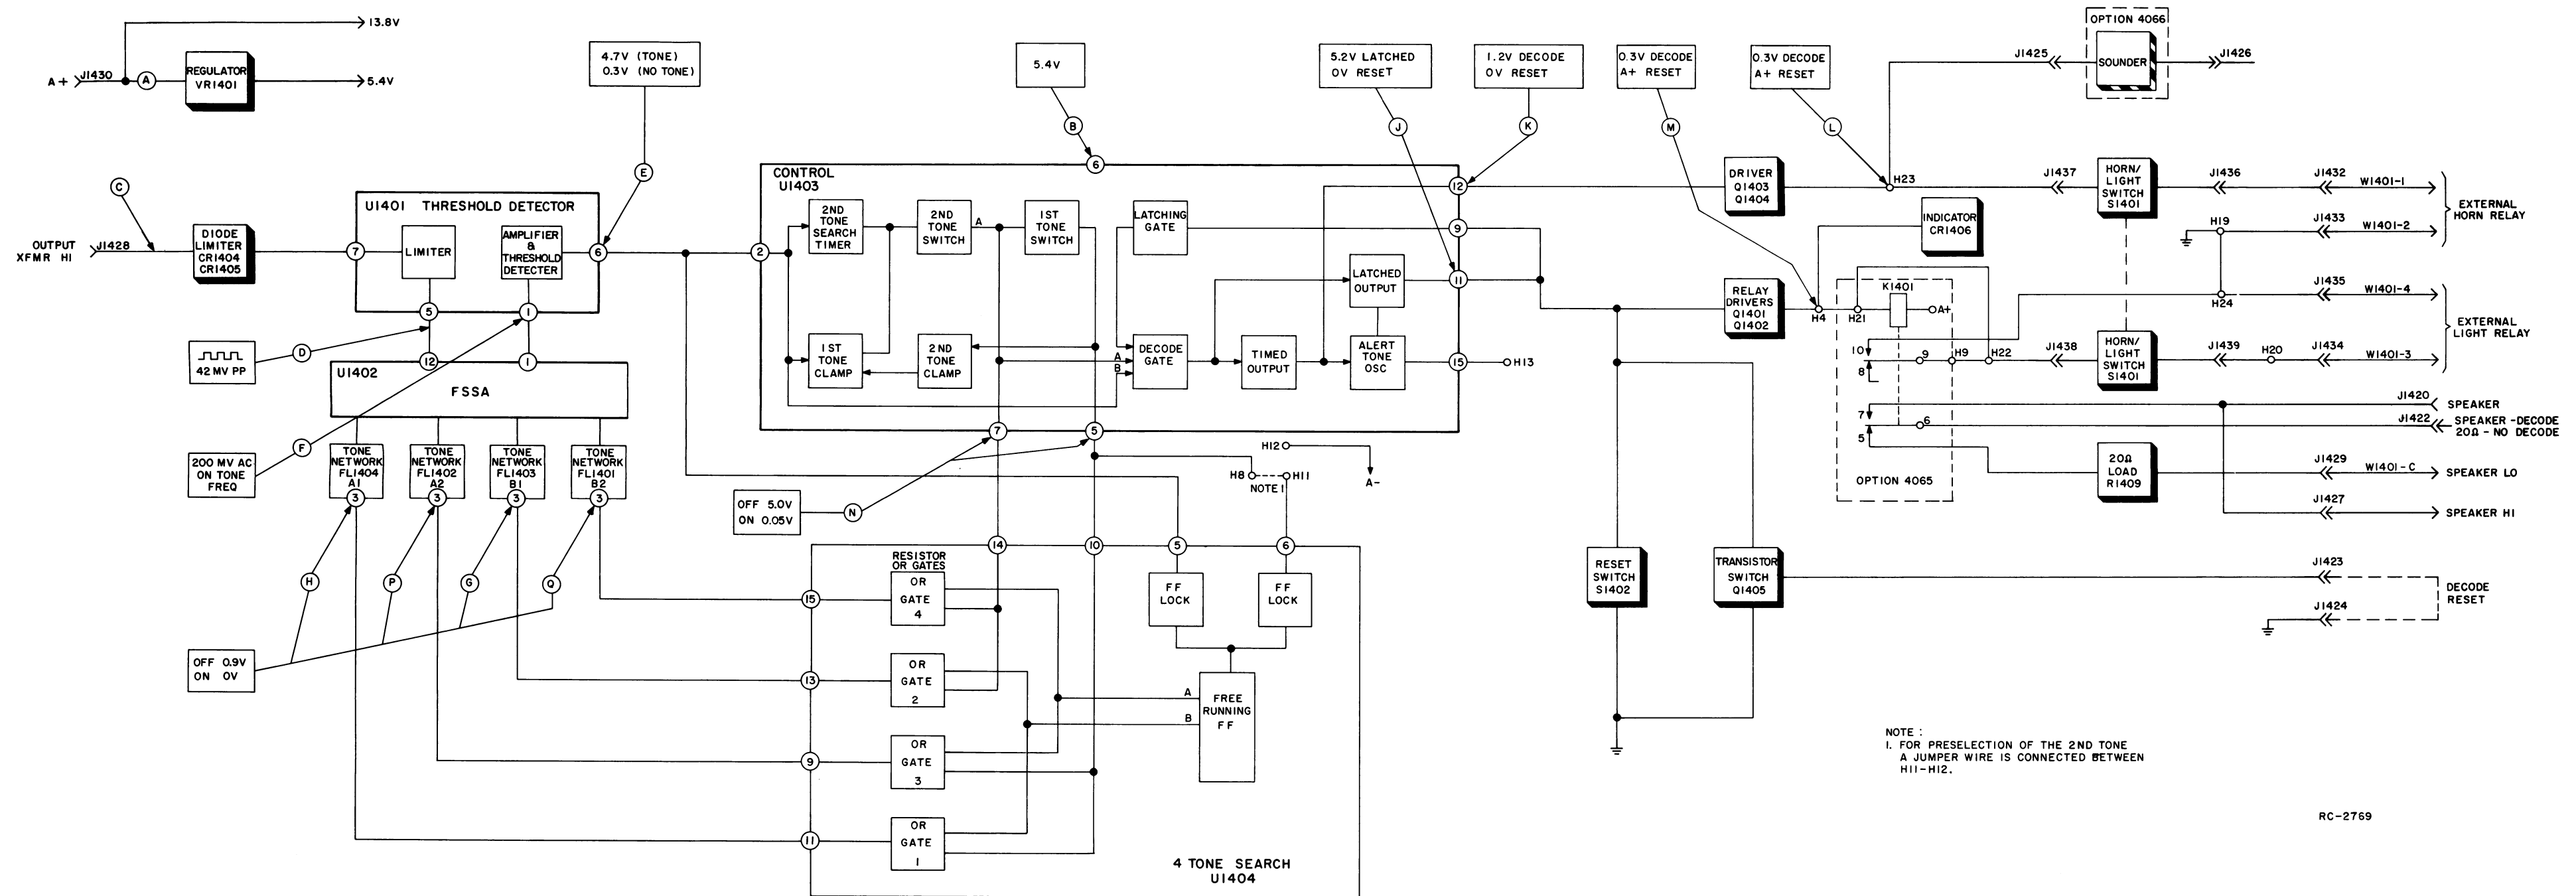 13.8V
A+
J1430
A
REGULATOR
VR1401
5.4V
4.7V (TONE)
0.3V (NO TONE)
E
5.4V
B
5.2V LATCHED
0V RESET
J
1.2V DECODE
0V RESET
K
0.3V DECODE
A+ RESET
M
0.3V DECODE
A+ RESET
L
OPTION 4066
SOUNDER
J1425
J1426
C
OUTPUT
XFMR HI
J1428
DIODE
LIMITER
CR1404
CR1405
U1401 THRESHOLD DETECTOR
7
LIMITER
AMPLIFIER
&
THRESHOLD
DETECTER
6
5
1
42 MV PP
D
12
1
U1402
FSSA
200 MV AC
ON TONE
FREQ
F
TONE
NETWORK
FL1404
A1
3
TONE
NETWORK
FL1402
A2
3
TONE
NETWORK
FL1403
B1
3
TONE
NETWORK
FL1401
B2
3
H
P
G
Q
OFF 0.9V
ON 0V
CONTROL
U1403
6
2
2ND
TONE
SEARCH
TIMER
2ND
TONE
SWITCH
A
1ST
TONE
SWITCH
LATCHING
GATE
1ST
TONE
CLAMP
2ND
TONE
CLAMP
A
B
DECODE
GATE
TIMED
OUTPUT
LATCHED
OUTPUT
ALERT
TONE
OSC
12
9
11
15
H13
7
5
OFF 5.0V
ON 0.05V
N
H12
A-
H8
H11
NOTE 1
14
10
5
6
RESISTOR
OR GATES
OR
GATE
4
OR
GATE
2
OR
GATE
3
OR
GATE
1
15
13
9
11
FF
LOCK
FF
LOCK
A
B
FREE
RUNNING
FF
4 TONE SEARCH
U1404
DRIVER
Q1403
Q1404
H23
RELAY
DRIVERS
Q1401
Q1402
H4
H21
INDICATOR
CR1406
K1401
A+
10
9
8
H9
H22
7
6
5
OPTION 4065
RESET
SWITCH
S1402
TRANSISTOR
SWITCH
Q1405
J1437
HORN/
LIGHT
SWITCH
S1401
J1436
J1432
W1401-1
H19
J1433
W1401-2
EXTERNAL
HORN RELAY
H24
J1435
W1401-4
J1438
HORN/
LIGHT
SWITCH
S1401
J1439
H20
J1434
W1401-3
EXTERNAL
LIGHT RELAY
J1420
SPEAKER
J1422
SPEAKER-DECODE
20Ω - NO DECODE
20Ω
LOAD
R1409
J1429
W1401-C
SPEAKER LO
J1427
SPEAKER HI
J1423
J1424
DECODE
RESET
NOTE :
1. FOR PRESELECTION OF THE 2ND TONE
A JUMPER WIRE IS CONNECTED BETWEEN
H11-H12.
RC-2769